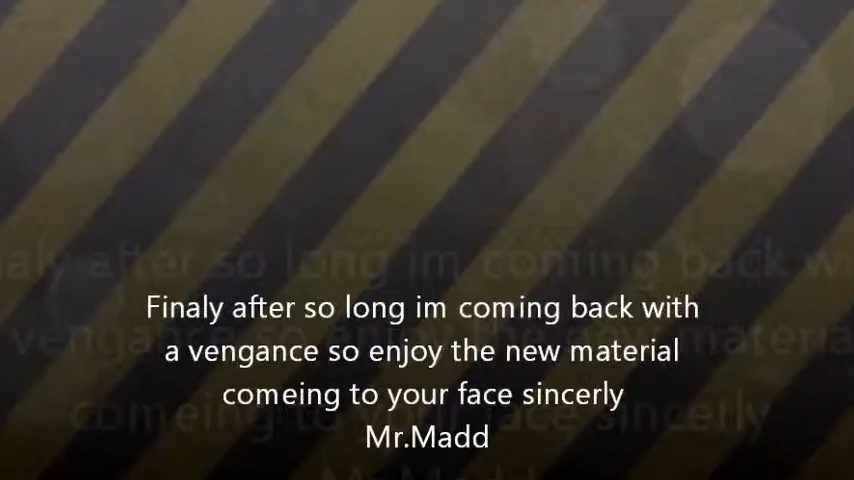 Finaly after so long im coming back with
a vengance so enjoy the new material
comeing to your face sincerly
Mr.Madd